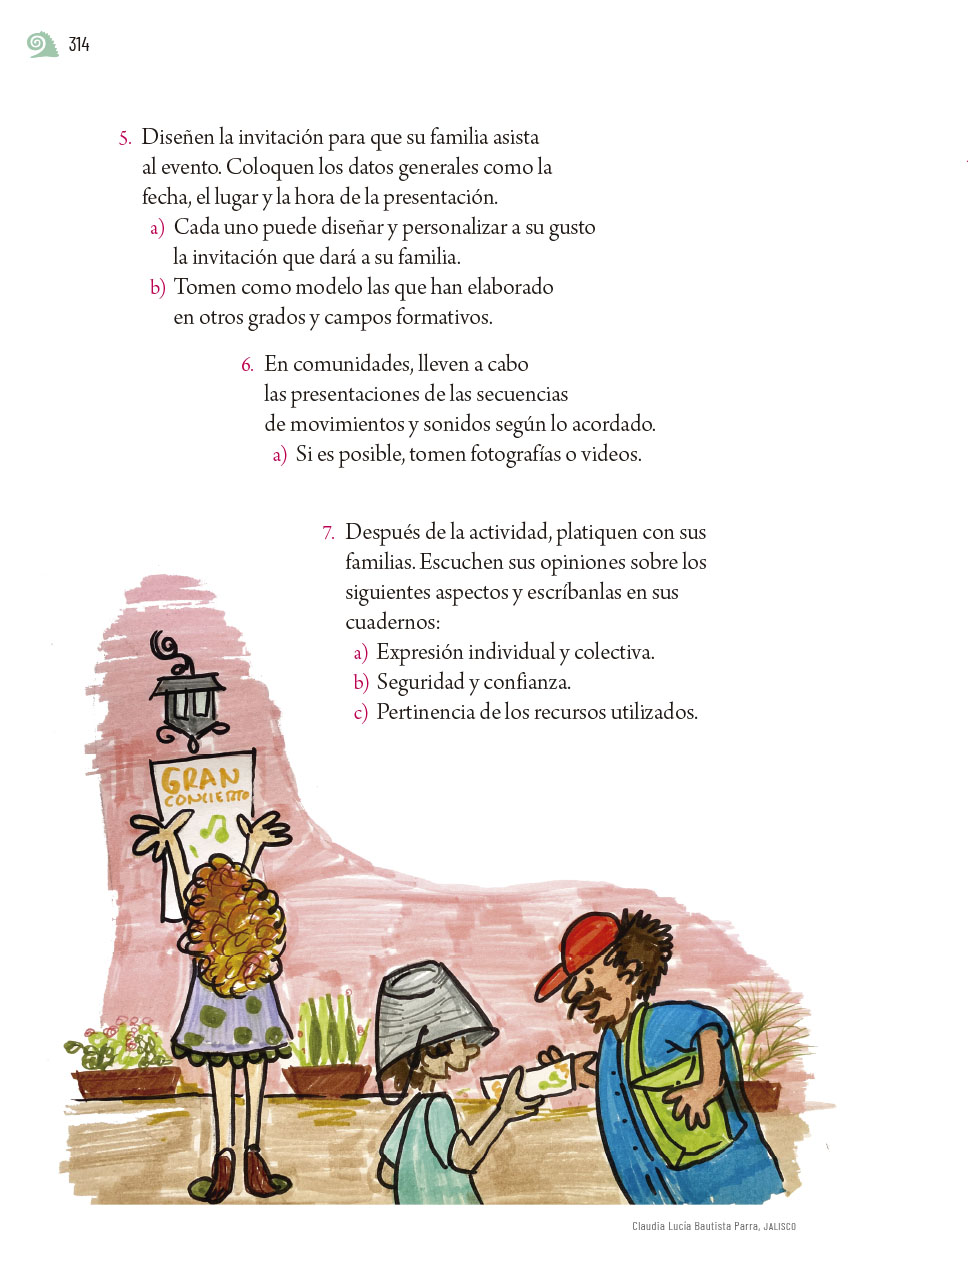 314
5. Diseñen la invitación para que su familia asista
al evento. Coloquen los datos generales como la
fecha, el lugar y la hora de la presentación.
a) Cada uno puede diseñar y personalizar a su gusto
la invitación que dará a su familia.
b) Tomen como modelo las que han elaborado
en otros grados y campos formativos.
6. En comunidades, lleven a cabo
las presentaciones de las secuencias
de movimientos y sonidos según lo acordado.
a) Si es posible, tomen fotografías o videos.
7. Después de la actividad, platiquen con sus
familias. Escuchen sus opiniones sobre los
siguientes aspectos y escríbanlas en sus
cuadernos:
a) Expresión individual y colectiva.
b) Seguridad y confianza.
c) Pertinencia de los recursos utilizados.
GRAN
CONCIERTO
Claudia Lucía Bautista Parra, JALISCO